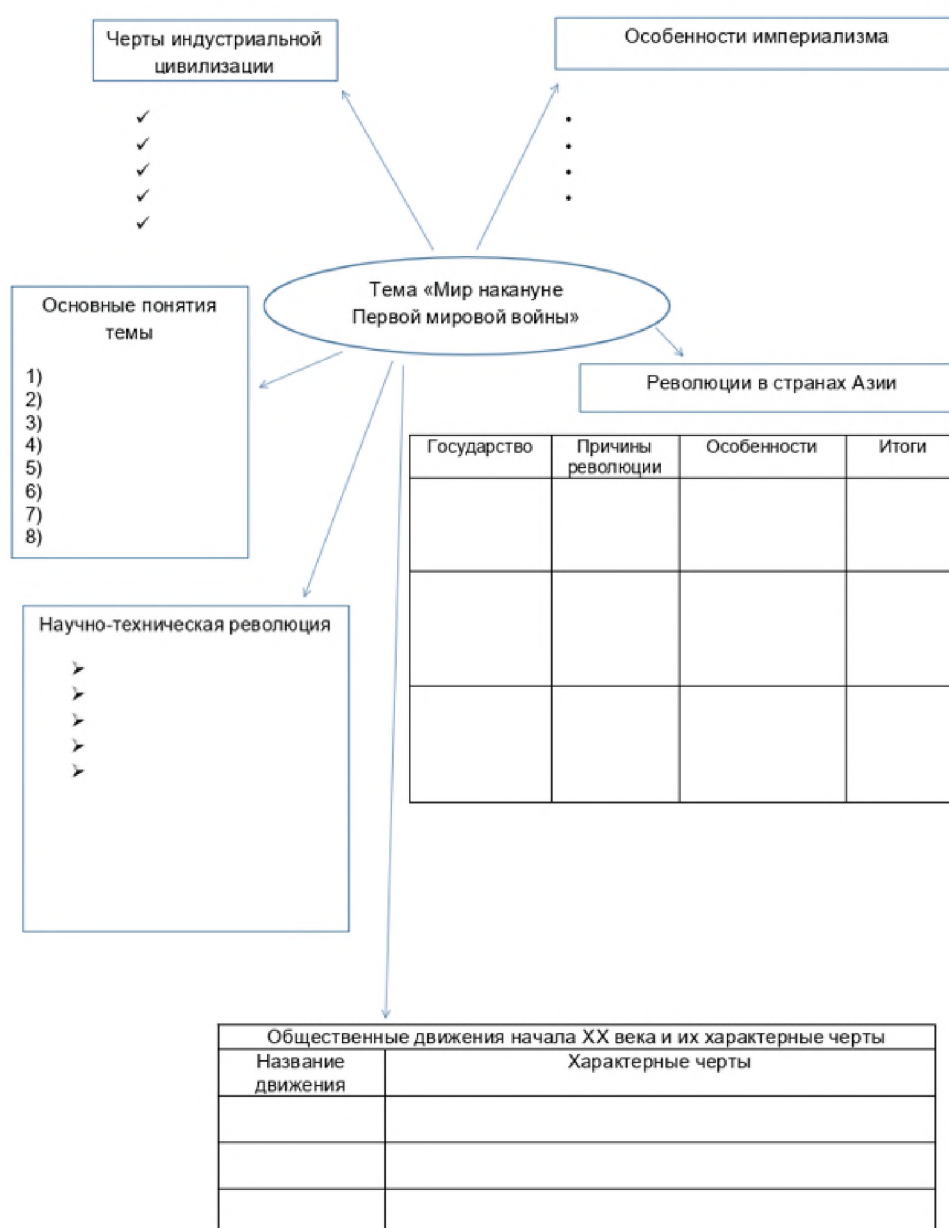 Черты индустриальной
цивилизации
Особенности империализма
Тема «Мир накануне
Первой мировой войны»
Основные понятия
темы
1)
2)
3)
4)
5)
6)
7)
8)
Революции в странах Азии
Государство Причины революции Особенности Итоги
Научно-техническая революция
Общественные движения начала XX века и их характерные черты
Название движения Характерные черты